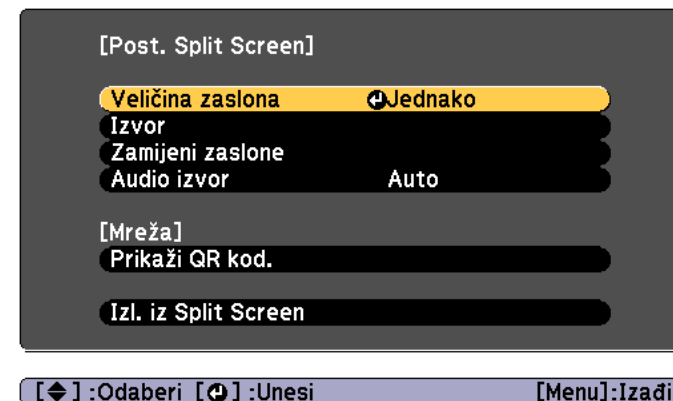 [Post. Split Screen]
Veličina zaslona Jednako
Izvor
Zamijeni zaslone
Audio izvor Auto
[Mreža]
Prikaži QR kod.
Izl. iz Split Screen
[◆] :Odaberi [⏎] :Unesi [Menu]:Izađi